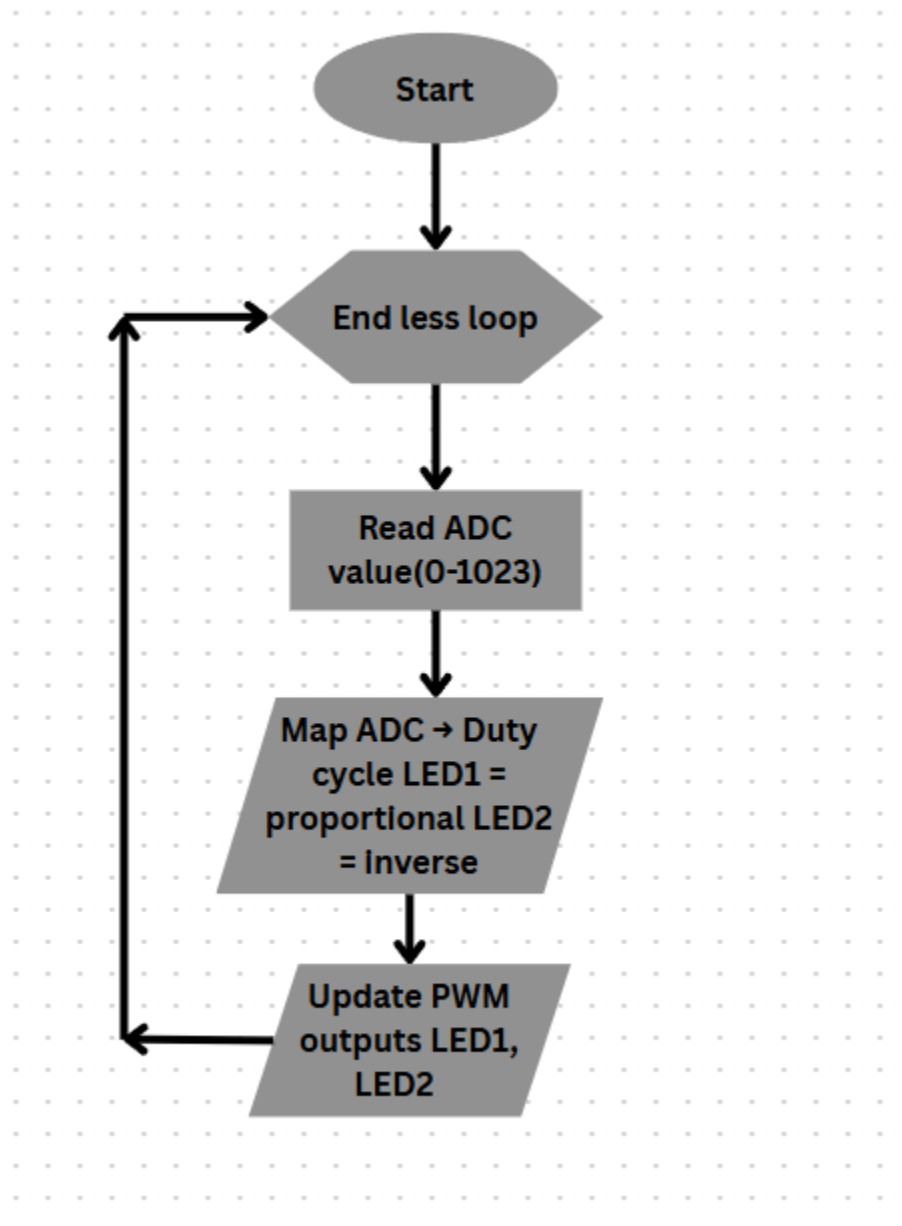 Start
End less loop
Read ADC
value(0-1023)
Map ADC → Duty
cycle LED1 =
proportional LED2
= inverse
Update PWM
outputs LED1,
LED2